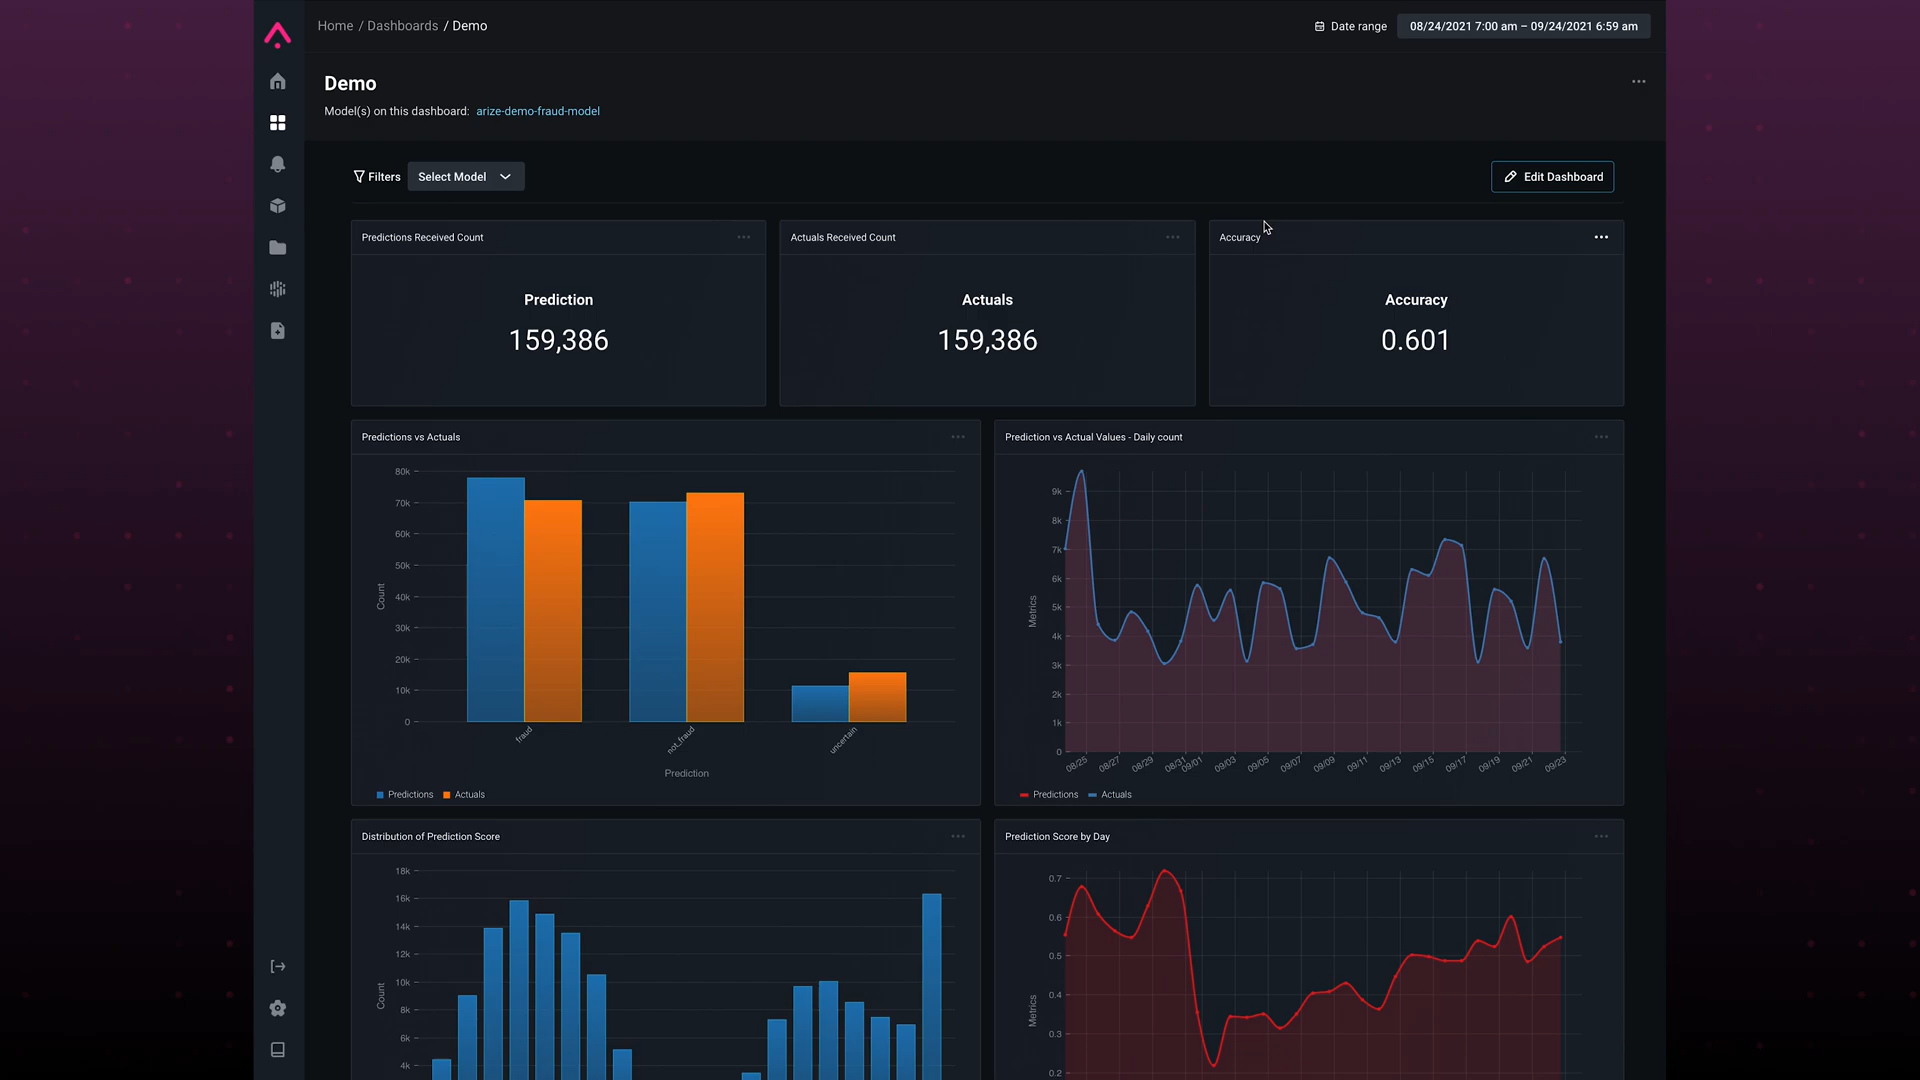 Home / Dashboards / Demo
Date range 08/24/2021 7:00 am – 09/24/2021 6:59 am
Demo
Model(s) on this dashboard: arize-demo-fraud-model
Filters Select Model
Edit Dashboard
Predictions Received Count
Prediction
159,386
Actuals Received Count
Actuals
159,386
Accuracy
Accuracy
0.601
Predictions vs Actuals
80k
70k
60k
50k
40k
30k
20k
10k
0
Count
fraud
not_fraud
uncertain
Prediction
Predictions Actuals
Prediction vs Actual Values - Daily count
9k
8k
7k
6k
5k
4k
3k
2k
1k
0
Metrics
08/25
08/27
08/29
08/31
09/01
09/03
09/05
09/07
09/09
09/11
09/13
09/15
09/17
09/19
09/21
09/23
Predictions Actuals
Distribution of Prediction Score
18k
16k
14k
12k
10k
8k
6k
4k
Count
Prediction Score by Day
0.7
0.6
0.5
0.4
0.3
0.2
Metrics